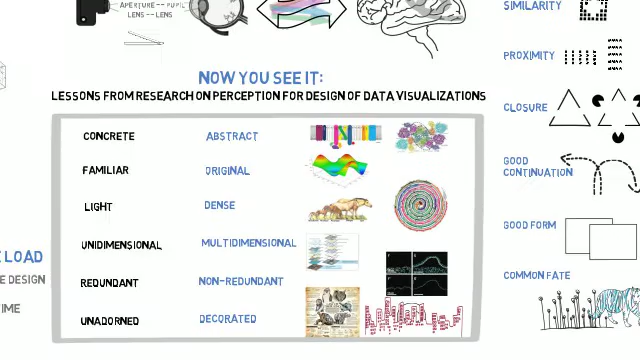 APERTURE -- PUPIL
LENS -- LENS
NOW YOU SEE IT:
LESSONS FROM RESEARCH ON PERCEPTION FOR DESIGN OF DATA VISUALIZATIONS
CONCRETE ABSTRACT
FAMILIAR ORIGINAL
LIGHT DENSE
UNIDIMENSIONAL MULTIDIMENSIONAL
REDUNDANT NON-REDUNDANT
UNADORNED DECORATED
LOAD
DESIGN
SIMILARITY
PROXIMITY
CLOSURE
GOOD
CONTINUATION
GOOD FORM
COMMON FATE